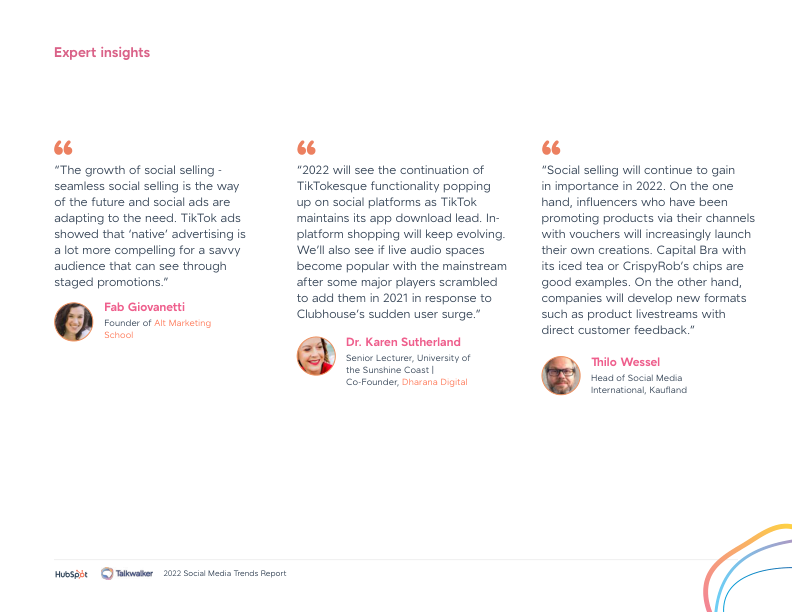 Expert insights
“The growth of social selling -
seamless social selling is the way
of the future and social ads are
adapting to the need. TikTok ads
showed that ‘native’ advertising is
a lot more compelling for a savvy
audience that can see through
staged promotions.”
Fab Giovanetti
Founder of Alt Marketing
School
“2022 will see the continuation of
TikTokesque functionality popping
up on social platforms as TikTok
maintains its app download lead. In-
platform shopping will keep evolving.
We’ll also see if live audio spaces
become popular with the mainstream
after some major players scrambled
to add them in 2021 in response to
Clubhouse’s sudden user surge.”
Dr. Karen Sutherland
Senior Lecturer, University of
the Sunshine Coast |
Co-Founder, Dharana Digital
“Social selling will continue to gain
in importance in 2022. On the one
hand, influencers who have been
promoting products via their channels
with vouchers will increasingly launch
their own creations. Capital Bra with
its iced tea or CrispyRob’s chips are
good examples. On the other hand,
companies will develop new formats
such as product livestreams with
direct customer feedback.”
Thilo Wessel
Head of Social Media
International, Kaufland
HubSpot Talkwalker 2022 Social Media Trends Report